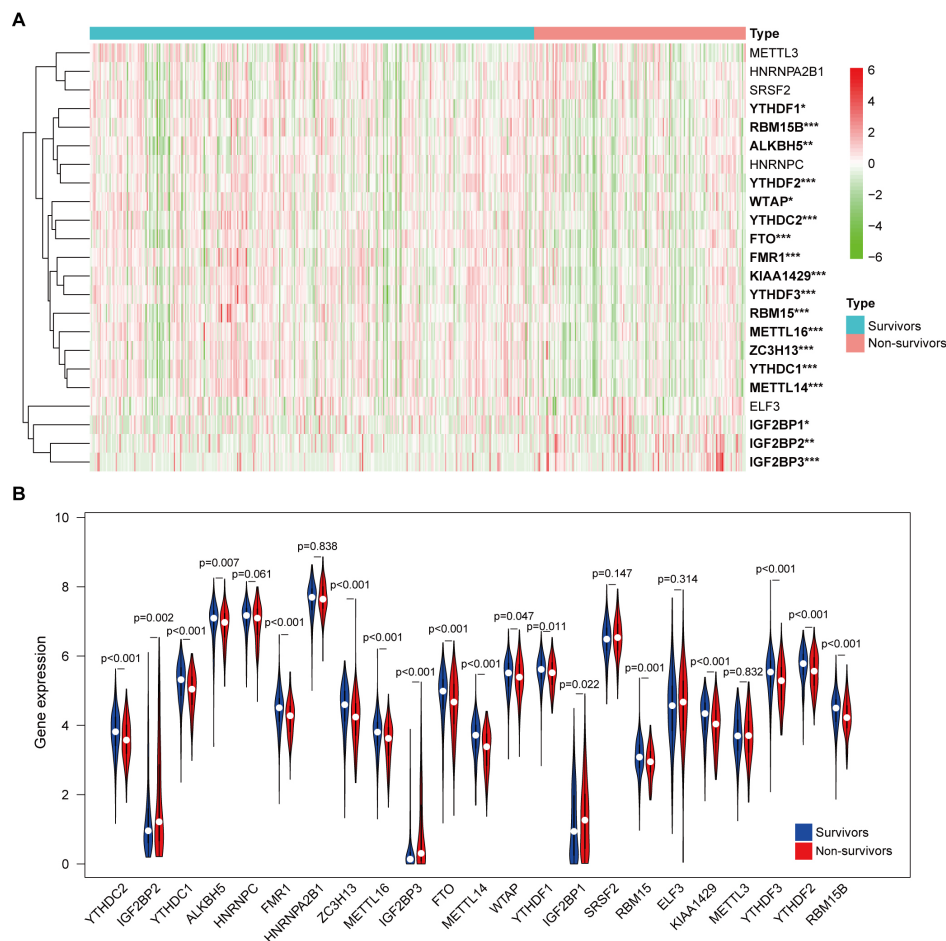 A
Type
METTL3
HNRNPA2B1
SRSF2
YTHDF1*
RBM15B***
ALKBH5**
HNRNPC
YTHDF2***
WTAP*
YTHDC2***
FTO***
FMR1***
KIAA1429***
YTHDF3***
RBM15***
METTL16***
ZC3H13***
YTHDC1***
METTL14***
ELF3
IGF2BP1*
IGF2BP2**
IGF2BP3***
6
4
2
0
−2
−4
−6
Type
Survivors
Non-survivors
B
Gene expression
10
8
6
4
2
0
p<0.001
p=0.002
p<0.001
p=0.007
p=0.061
p<0.001
p=0.838
p<0.001
p<0.001
p<0.001
p<0.001
p<0.001
p=0.047
p=0.011
p=0.022
p=0.147
p=0.001
p=0.314
p<0.001
p=0.832
p<0.001
p<0.001
p<0.001
Survivors
Non-survivors
YTHDC2
IGF2BP2
YTHDC1
ALKBH5
HNRNPC
FMR1
HNRNPA2B1
ZC3H13
METTL16
IGF2BP3
FTO
METTL14
WTAP
YTHDF1
IGF2BP1
SRSF2
RBM15
ELF3
KIAA1429
METTL3
YTHDF3
YTHDF2
RBM15B